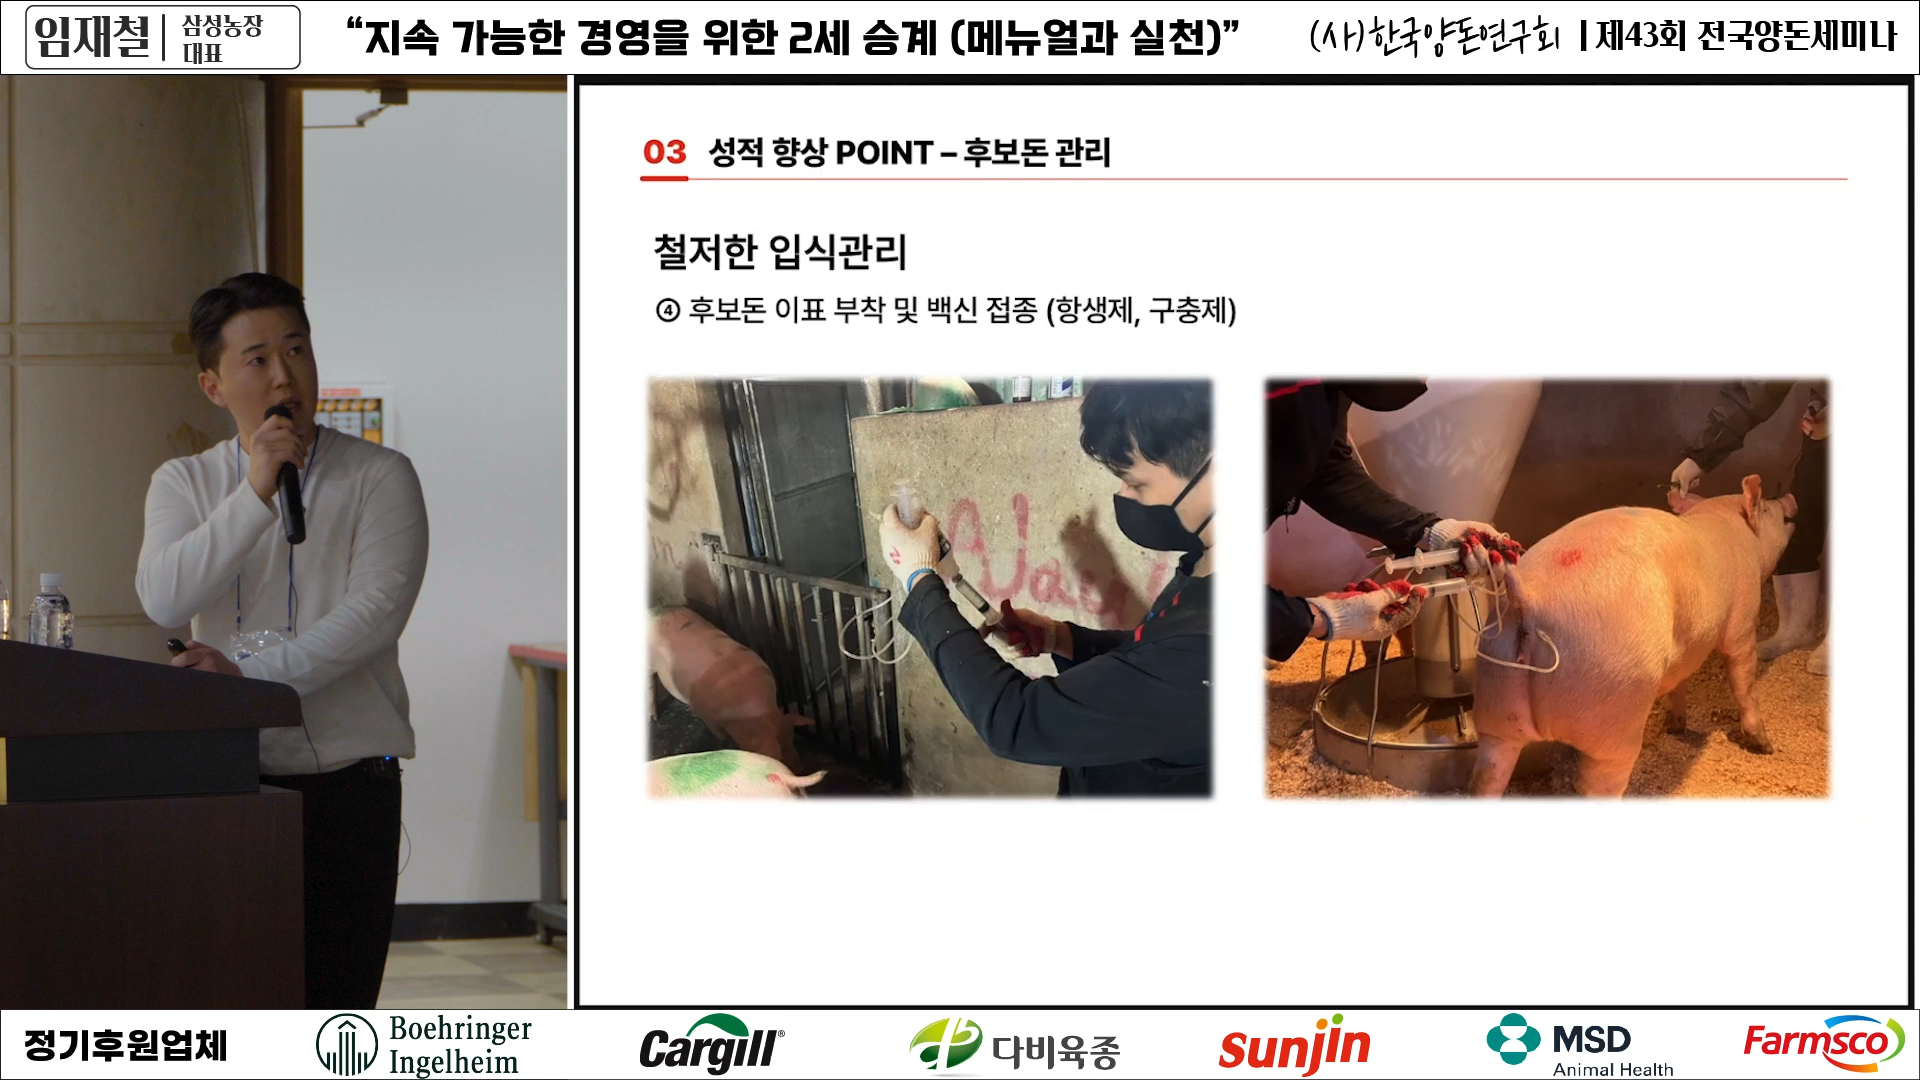 임재철 삼성농장 대표
“지속 가능한 경영을 위한 2세 승계 (메뉴얼과 실천)”
(사)한국양돈연구회 | 제43회 전국양돈세미나
03 성적 향상 POINT – 후보돈 관리
철저한 입식관리
④ 후보돈 이표 부착 및 백신 접종 (항생제, 구충제)
정기후원업체
Boehringer Ingelheim
Cargill®
다비육종
sunjin
MSD Animal Health
Farmsco